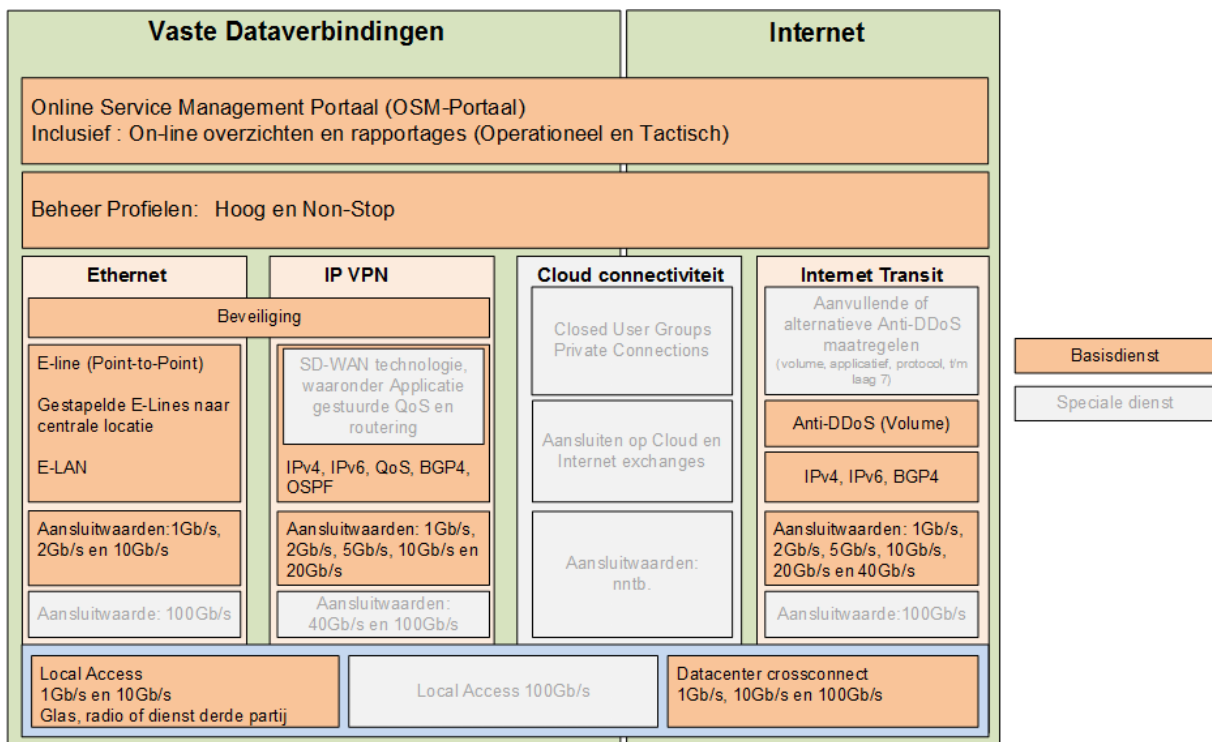 Vaste Dataverbindingen
Internet
Online Service Management Portaal (OSM-Portaal)
Inclusief : On-line overzichten en rapportages (Operationeel en Tactisch)
Beheer Profielen: Hoog en Non-Stop
Ethernet
IP VPN
Beveiliging
E-line (Point-to-Point)
Gestapelde E-Lines naar
centrale locatie
E-LAN
SD-WAN technologie,
waaronder Applicatie
gestuurde QoS en
routering
IPv4, IPv6, QoS, BGP4,
OSPF
Aansluitwaarden:1Gb/s,
2Gb/s en 10Gb/s
Aansluitwaarden: 1Gb/s,
2Gb/s, 5Gb/s, 10Gb/s en
20Gb/s
Aansluitwaarde: 100Gb/s
Aansluitwaarden:
40Gb/s en 100Gb/s
Cloud connectiviteit
Closed User Groups
Private Connections
Aansluiten op Cloud en
Internet exchanges
Aansluitwaarden:
nntb.
Internet Transit
Aanvullende of
alternatieve Anti-DDoS
maatregelen
(volume, applicatief, protocol, t/m
laag 7)
Anti-DDoS (Volume)
IPv4, IPv6, BGP4
Aansluitwaarden: 1Gb/s,
2Gb/s, 5Gb/s, 10Gb/s,
20Gb/s en 40Gb/s
Aansluitwaarde:100Gb/s
Local Access
1Gb/s en 10Gb/s
Glas, radio of dienst derde partij
Local Access 100Gb/s
Datacenter crossconnect
1Gb/s, 10Gb/s en 100Gb/s
Basisdienst
Speciale dienst